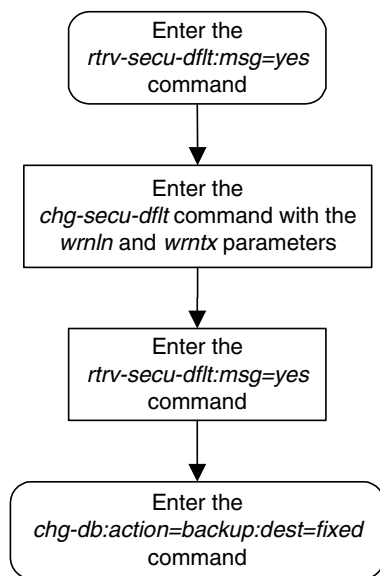 Enter the
rtrv-secu-dflt:msg=yes
command
Enter the
chg-secu-dflt command with the
wrnln and wrntx parameters
Enter the
rtrv-secu-dflt:msg=yes
command
Enter the
chg-db:action=backup:dest=fixed
command